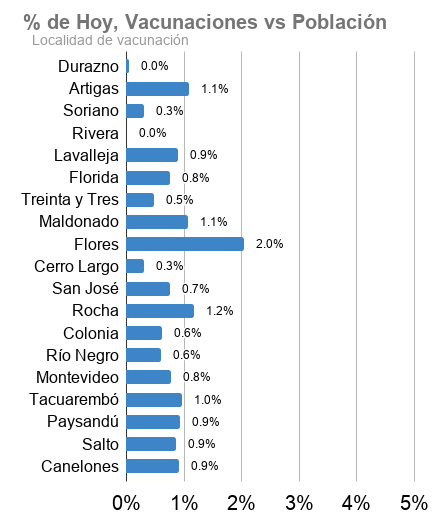 % de Hoy, Vacunaciones vs Población
Localidad de vacunación
Durazno 0.0%
Artigas 1.1%
Soriano 0.3%
Rivera 0.0%
Lavalleja 0.9%
Florida 0.8%
Treinta y Tres 0.5%
Maldonado 1.1%
Flores 2.0%
Cerro Largo 0.3%
San José 0.7%
Rocha 1.2%
Colonia 0.6%
Río Negro 0.6%
Montevideo 0.8%
Tacuarembó 1.0%
Paysandú 0.9%
Salto 0.9%
Canelones 0.9%
0% 1% 2% 3% 4% 5%